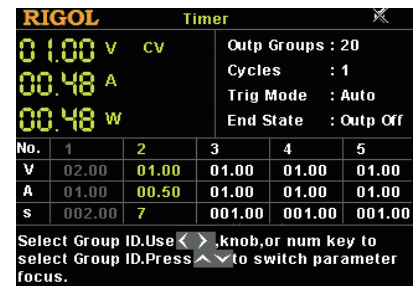 RIGOL Timer
01.00 V CV
00.48 A
00.48 W
Outp Groups : 20
Cycles : 1
Trig Mode : Auto
End State : Outp Off
No. 1 2 3 4 5
V 02.00 01.00 01.00 01.00 01.00
A 01.00 00.50 01.00 01.00 01.00
s 002.00 7 001.00 001.00 001.00
Select Group ID.Use < > ,knob,or num key to
select Group ID.Press to switch parameter
focus.